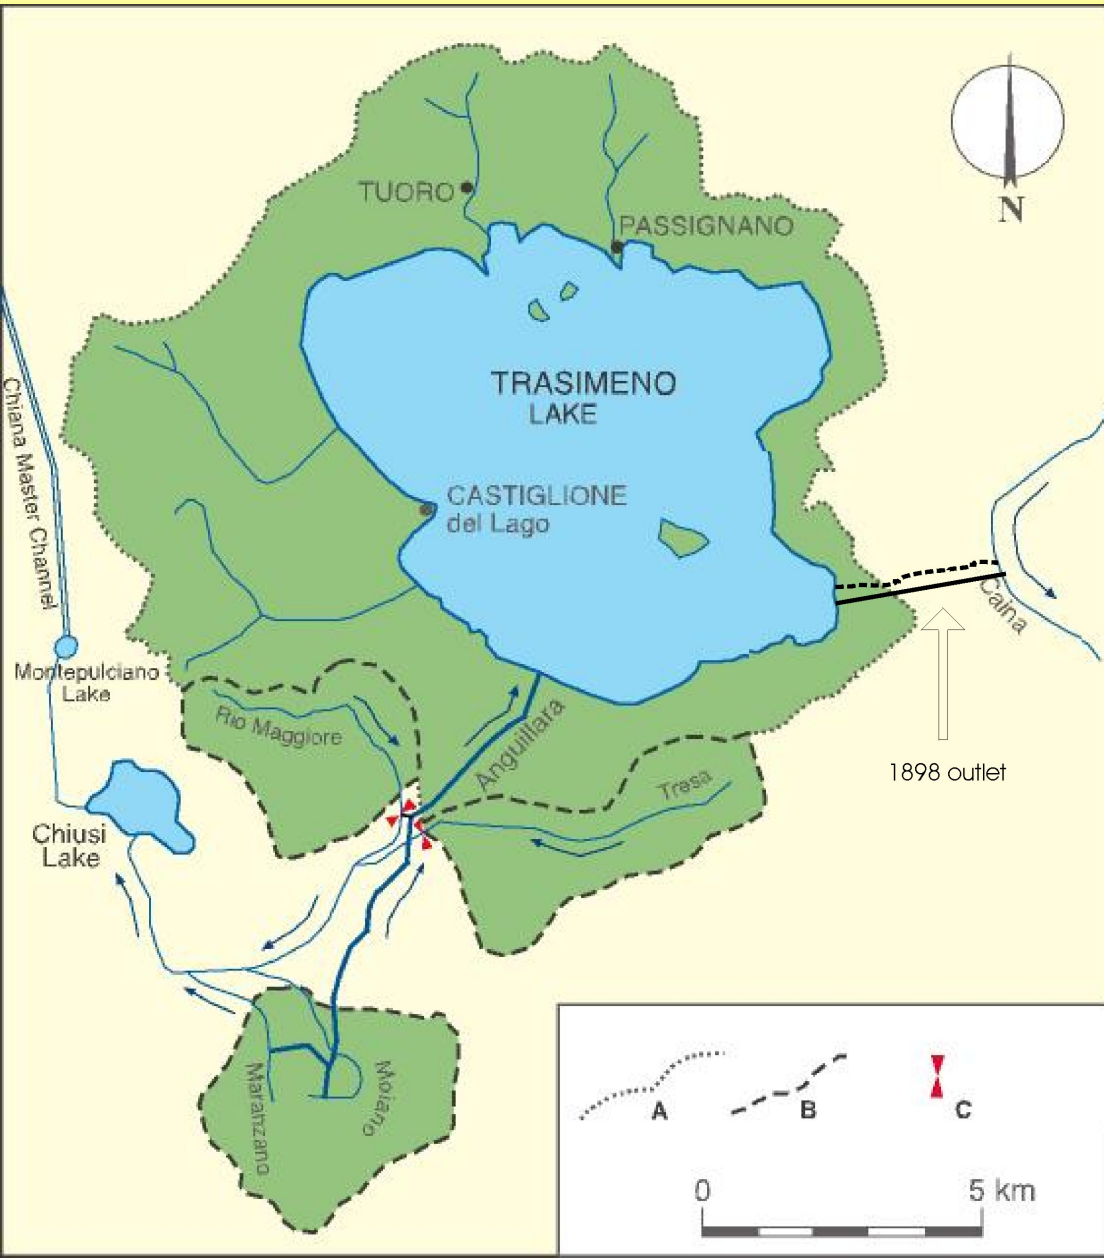 N
TUORO
PASSIGNANO
TRASIMENO
LAKE
Chiana Master Channel
CASTIGLIONE
del Lago
Caina
Montepulciano
Lake
Rio Maggiore
Anguillara
1898 outlet
Tresa
Chiusi
Lake
Maranzano
Moiano
A
B
C
0
5 km